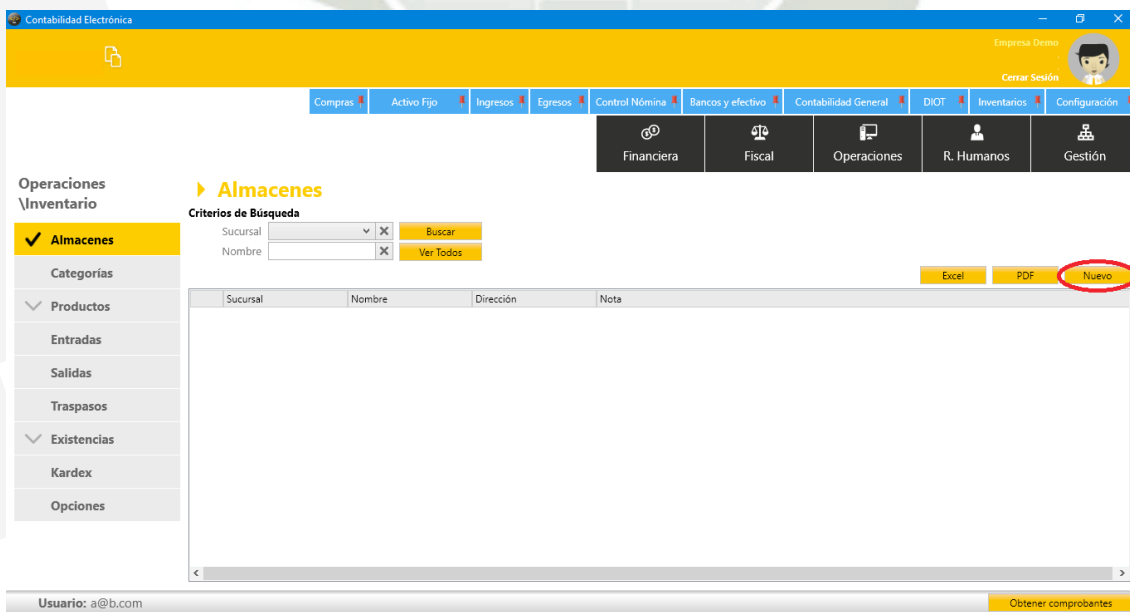 Contabilidad Electrónica
Empresa Demo
Cerrar Sesión
Compras Activo Fijo Ingresos Egresos Control Nómina Bancos y efectivo Contabilidad General DIOT Inventarios Configuración
Financiera Fiscal Operaciones R. Humanos Gestión
Operaciones
\Inventario
Almacenes
Categorías
Productos
Entradas
Salidas
Traspasos
Existencias
Kardex
Opciones
Almacenes
Criterios de Búsqueda
Sucursal Buscar
Nombre Ver Todos
Excel PDF Nuevo
Sucursal Nombre Dirección Nota
Usuario: a@b.com
Obtener comprobantes